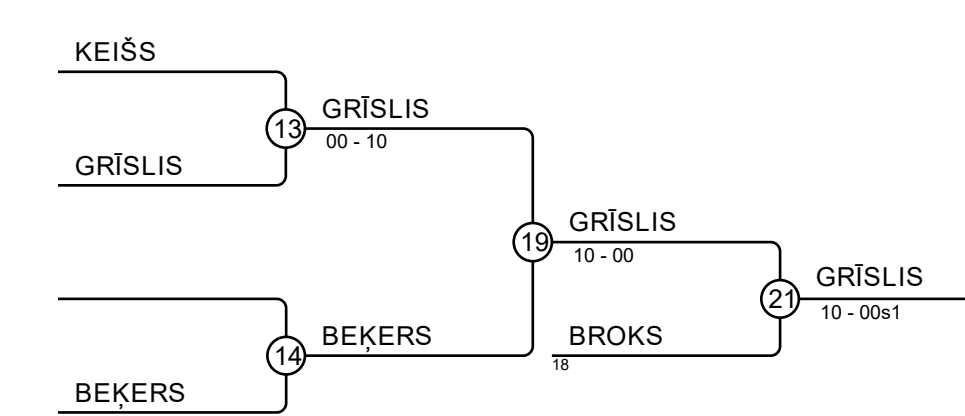 KEIŠS
13
GRĪSLIS
00 - 10
GRĪSLIS
19
GRĪSLIS
10 - 00
21
GRĪSLIS
10 - 00s1
14
BEĶERS
BROKS
18
BEĶERS